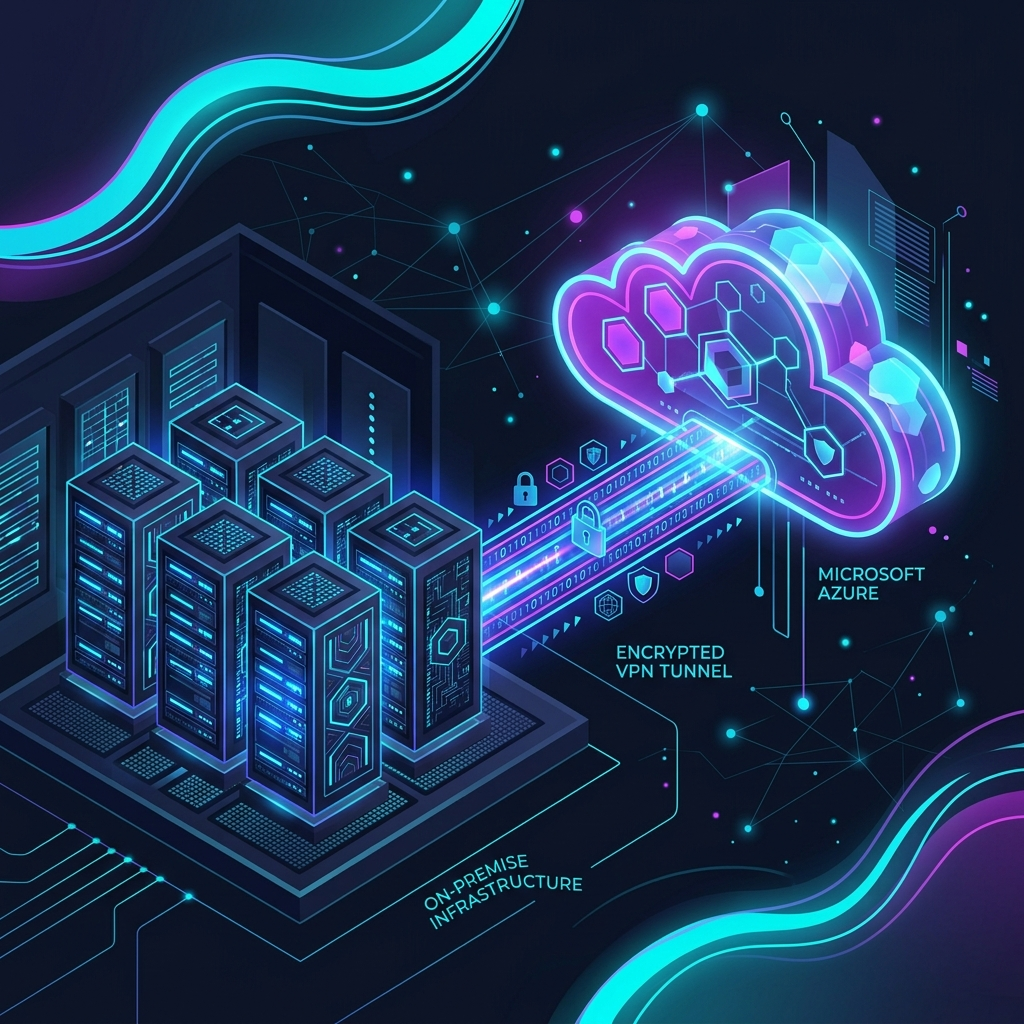 MICROSOFT
AZURE
ENCRYPTED
VPN TUNNEL
ON-PREMISE
INFRASTRUCTURE